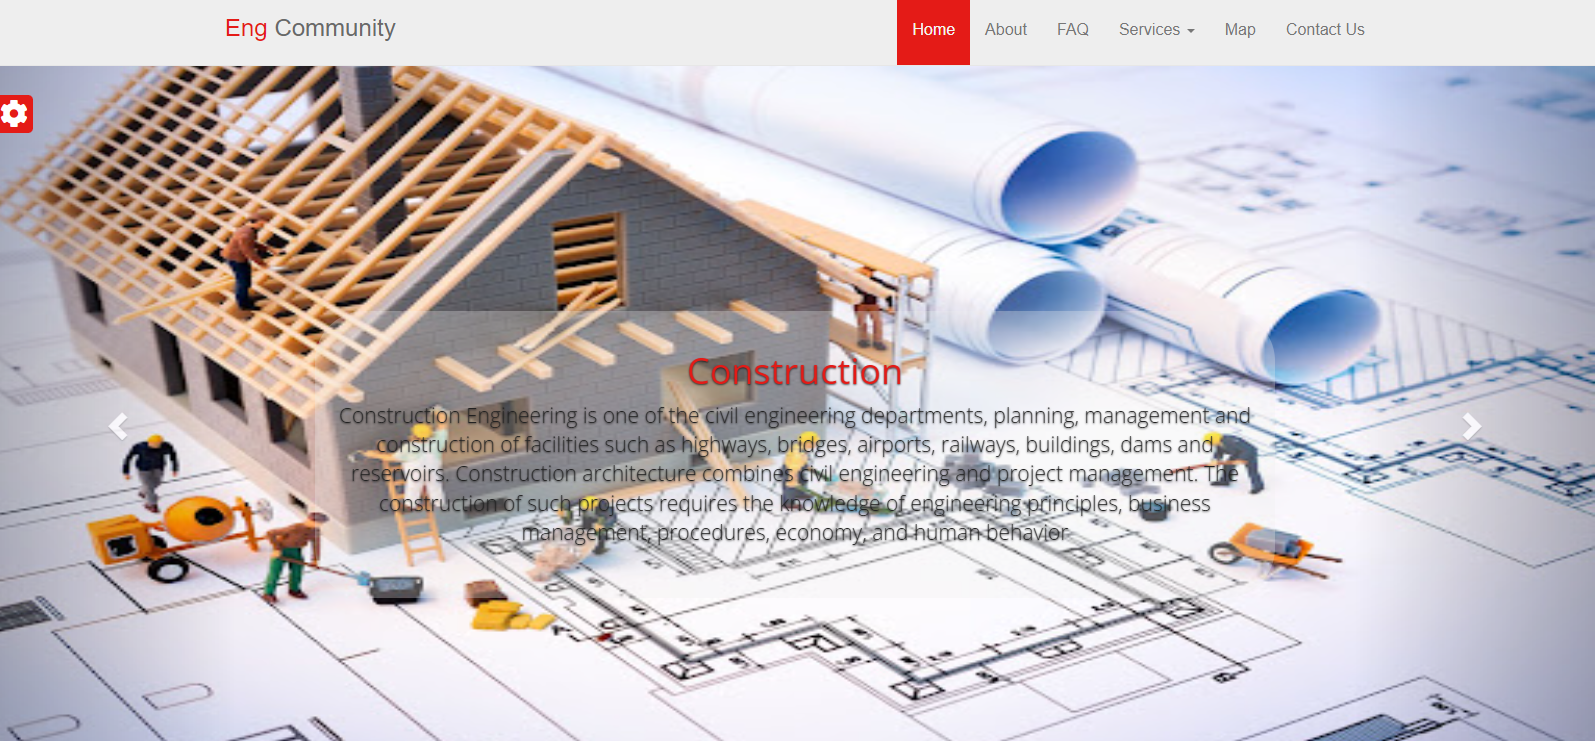 Eng Community
Home About FAQ Services Map Contact Us
Construction
Construction Engineering is one of the civil engineering departments, planning, management and
construction of facilities such as highways, bridges, airports, railways, buildings, dams and
reservoirs. Construction architecture combines civil engineering and project management. The
construction of such projects requires the knowledge of engineering principles, business
management, procedures, economy, and human behavior